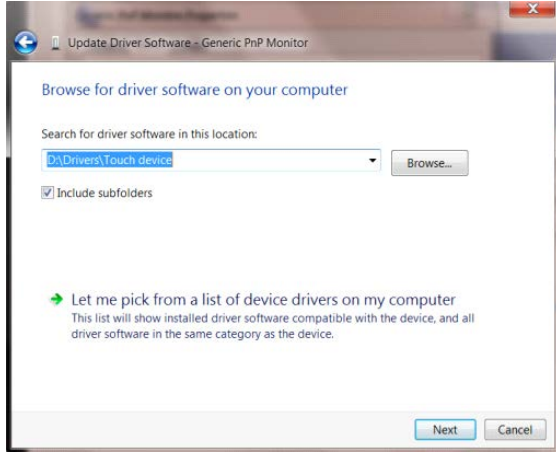 Update Driver Software - Generic PnP Monitor
Browse for driver software on your computer
Search for driver software in this location:
D:\Drivers\Touch device
Browse...
Include subfolders
Let me pick from a list of device drivers on my computer
This list will show installed driver software compatible with the device, and all
driver software in the same category as the device.
Next
Cancel